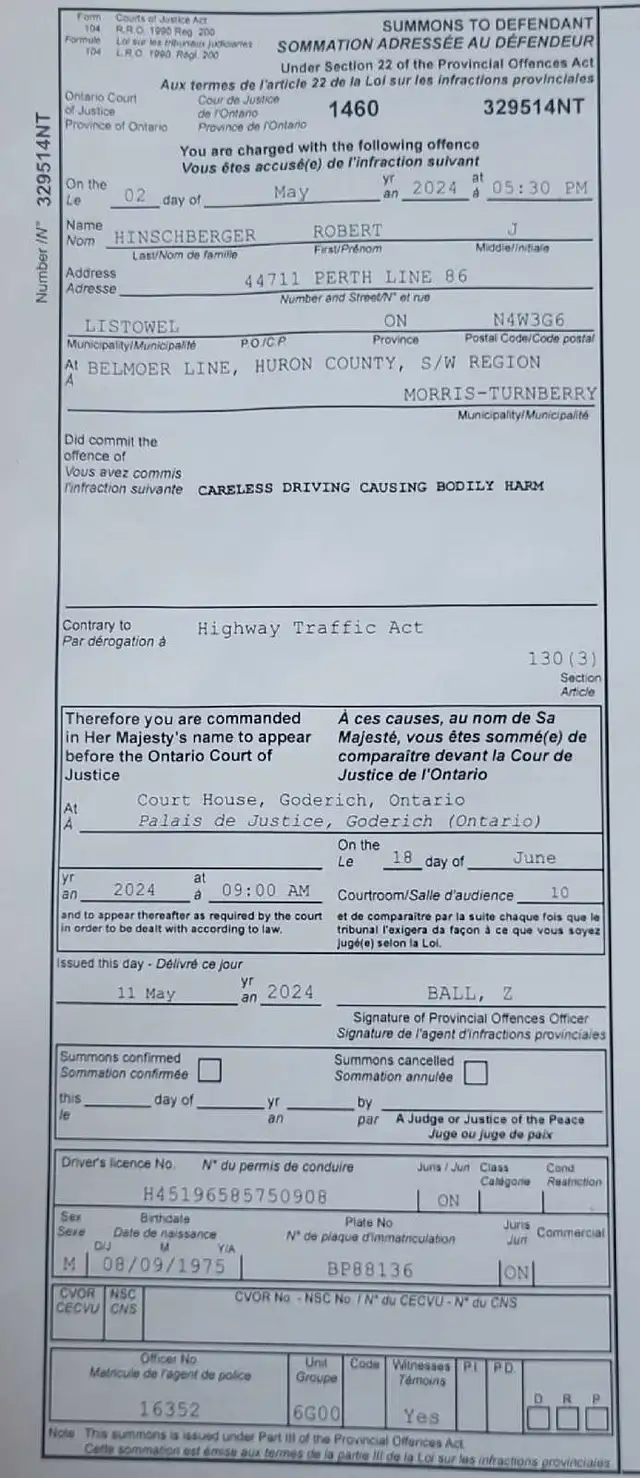 Form Courts of Justice Act
104 R.R.O. 1990 Reg. 200
Formule Loi sur les tribunaux judiciaires
104 L.R.O. 1990 Règl. 200
SUMMONS TO DEFENDANT
SOMMATION ADRESSÉE AU DÉFENDEUR
Under Section 22 of the Provincial Offences Act
Aux termes de l'article 22 de la Loi sur les infractions provinciales
Number /N° 329514NT
Ontario Court of Justice Province of Ontario
Cour de Justice de l'Ontario Province de l'Ontario
1460 329514NT
You are charged with the following offence
Vous êtes accusé(e) de l'infraction suivant
On the Le 02 day of May yr an 2024 at à 05:30 PM
Name Nom HINSCHBERGER ROBERT J
Last/Nom de famille First/Prénom Middle/Initiale
Address Adresse 44711 PERTH LINE 86
Number and Street/N° et rue
LISTOWEL ON N4W3G6
Municipality/Municipalité P.O/C.P. Province Postal Code/Code postal
At À BELMOER LINE, HURON COUNTY, S/W REGION
MORRIS-TURNBERRY
Municipality/Municipalité
Did commit the
offence of
Vous avez commis
l'infraction suivante CARELESS DRIVING CAUSING BODILY HARM
Contrary to Highway Traffic Act
Par dérogation à
130(3)
Section
Article
Therefore you are commanded
in Her Majesty's name to appear
before the Ontario Court of
Justice
À ces causes, au nom de Sa
Majesté, vous êtes sommé(e) de
comparaître devant la Cour de
Justice de l'Ontario
At Court House, Goderich, Ontario
À Palais de Justice, Goderich (Ontario)
On the Le 18 day of June
yr an 2024 at à 09:00 AM Courtroom/Salle d'audience 10
and to appear thereafter as required by the court
in order to be dealt with according to law.
et de comparaître par la suite chaque fois que le
tribunal l'exigera da façon à ce que vous soyez
jugé(e) selon la Loi.
Issued this day - Délivré ce jour
11 May yr an 2024 BALL, Z
Signature of Provincial Offences Officer
Signature de l'agent d'infractions provinciales
Summons confirmed
Sommation confirmée
Summons cancelled
Sommation annulée
this day of yr by
le an par A Judge or Justice of the Peace
Juge ou juge de paix
Driver's licence No. N° du permis de conduire Juris / Jun Class Cond
Catégorie Restriction
H45196585750908 ON
Sex Birthdate Plate No Juris Commercial
Sexe Date de naissance N° de plaque d'immatriculation Jun
D/J M Y/A
M 08/09/1975 BP88136 ON
CVOR NSC CVOR No. - NSC No. / N° du CECVU - N° du CNS
CECVU CNS
Officer No. Unit Code Witnesses P.I. P.D.
Matricule de l'agent de police Groupe Témoins
D R P
16352 6G00 Yes
Note This summons is issued under Part III of the Provincial Offences Act.
Cette sommation est émise aux termes de la partie III de la Loi sur les infractions provinciales